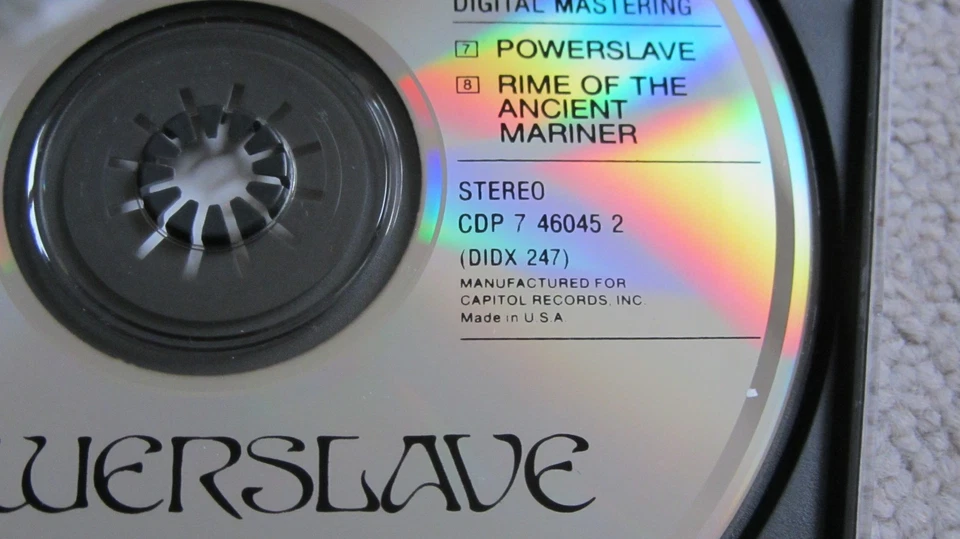 DIGITAL MASTERING
7 POWERSLAVE
8 RIME OF THE
ANCIENT
MARINER
STEREO
CDP 7 46045 2
(DIDX 247)
MANUFACTURED FOR
CAPITOL RECORDS, INC.
Made in U.S.A
WERSLAVE